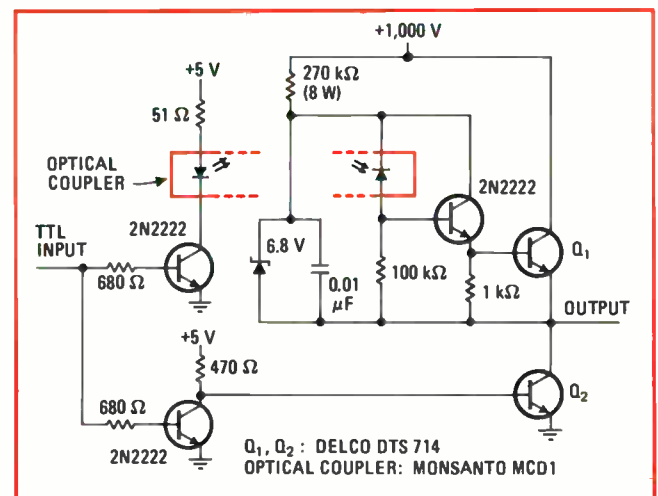 +1,000 V
+5 V
270 kΩ
(8 W)
51 Ω
OPTICAL
COUPLER
2N2222
2N2222
TTL
INPUT
6.8 V
Q1
680 Ω
0.01
μF
100 kΩ
1 kΩ
OUTPUT
+5 V
470 Ω
680 Ω
Q2
2N2222
Q1, Q2 : DELCO DTS 714
OPTICAL COUPLER: MONSANTO MCD1